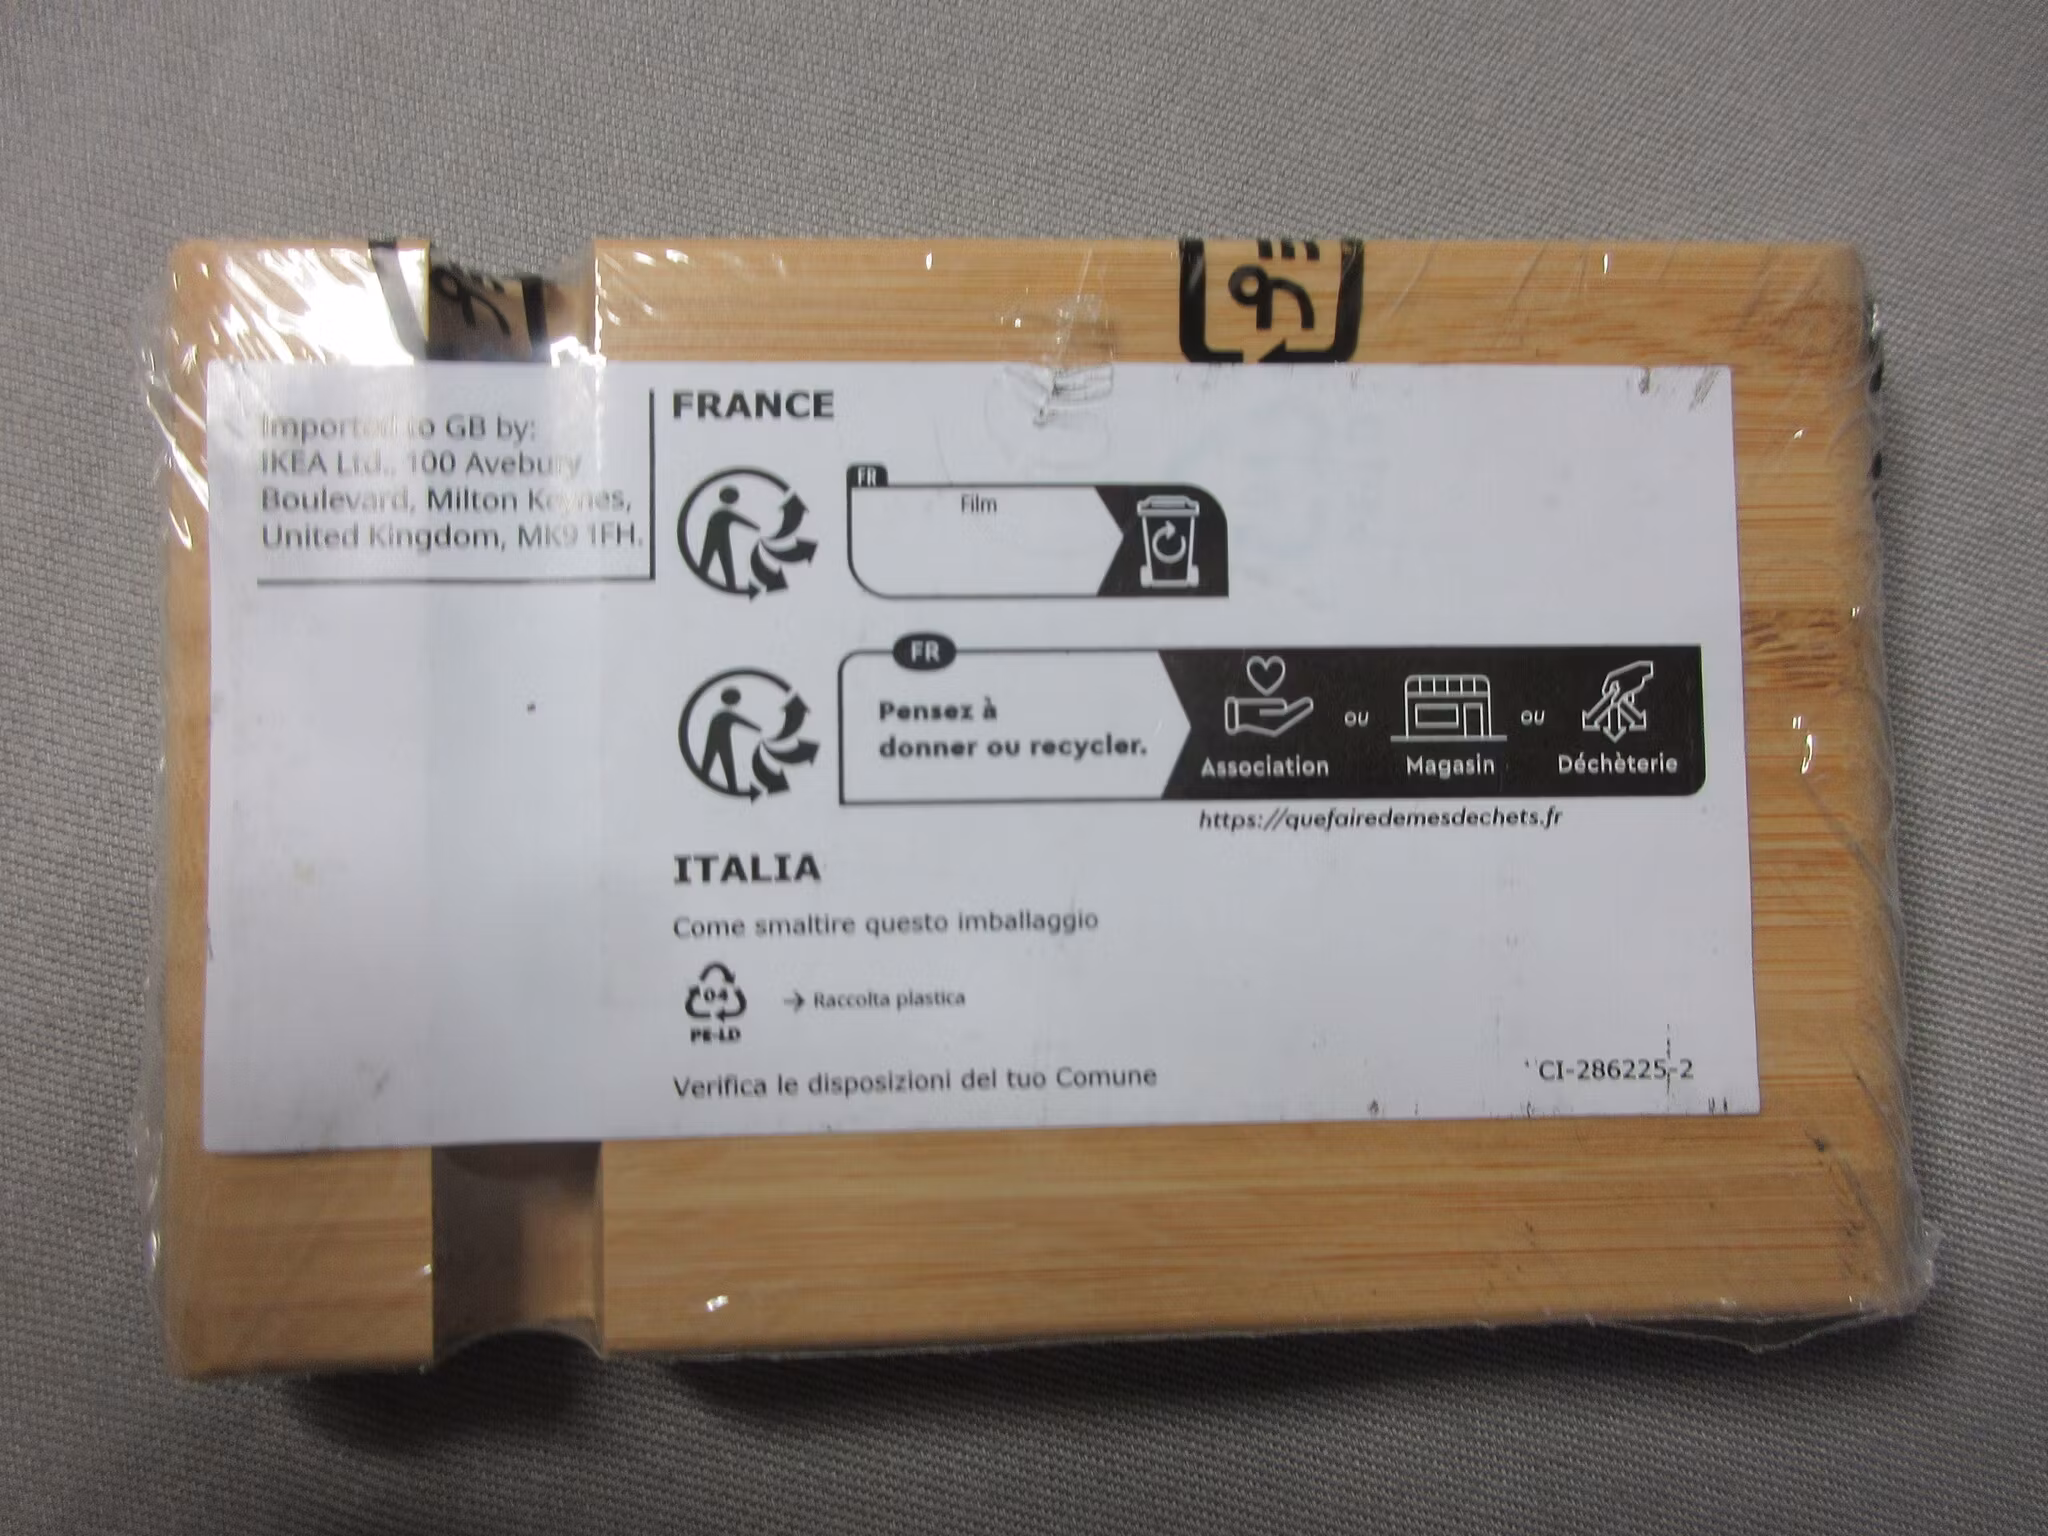 Imported to GB by:
IKEA Ltd., 100 Avebury
Boulevard, Milton Keynes,
United Kingdom, MK9 1FH.
FRANCE
FR
Film
FR
Pensez à
donner ou recycler.
Association
ou
Magasin
ou
Déchèterie
https://quefairedemesdechets.fr
ITALIA
Come smaltire questo imballaggio
04
PE-LD
→ Raccolta plastica
Verifica le disposizioni del tuo Comune
CI-286225-2